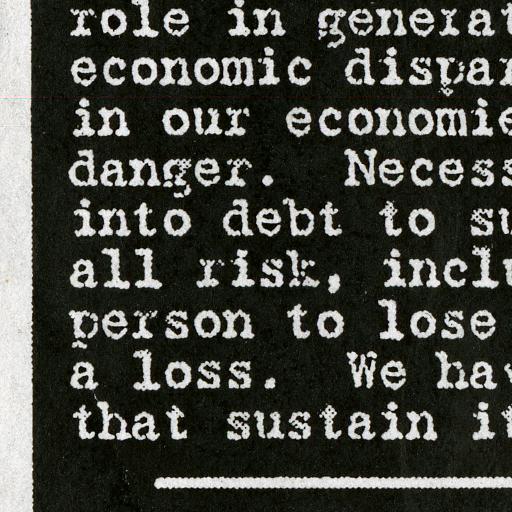 role in generat
economic dispar
in our economie
danger.  Necess
into debt to su
all risk, inclu
person to lose
a loss.  We hav
that sustain it